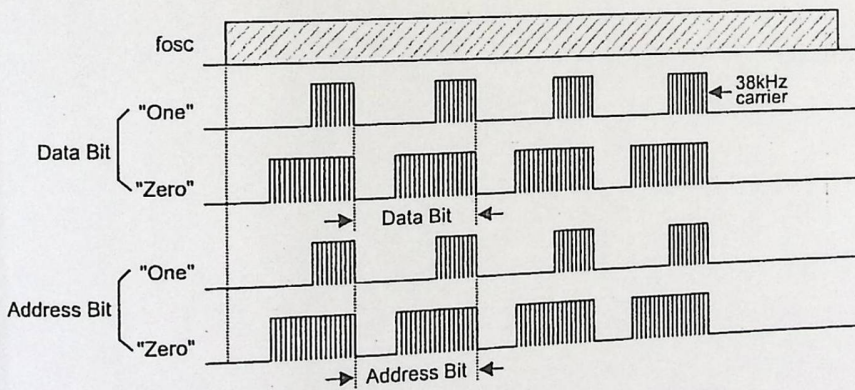 fosc
"One"
38kHz
carrier
Data Bit
"Zero"
Data Bit
"One"
Address Bit
"Zero"
Address Bit